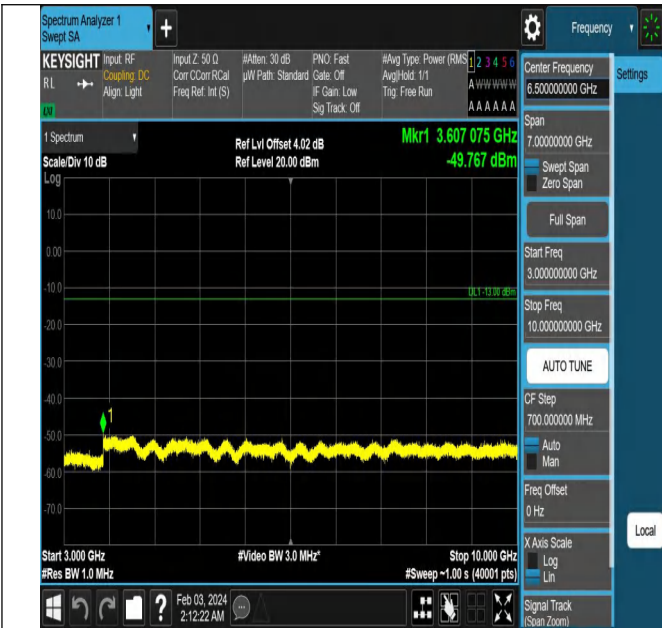 Spectrum Analyzer 1
Swept SA
Frequency
KEYSIGHT
RL
Input: RF
Coupling: DC
Align: Light
Input Z: 50 Ω
Corr CCorr RCal
Freq Ref: Int (S)
#Atten: 30 dB
µW Path: Standard
PNO: Fast
Gate: Off
IF Gain: Low
Sig Track: Off
#Avg Type: Power (RMS
Avg|Hold: 1/1
Trig: Free Run
1 2 3 4 5 6
A W W W W W
A A A A A A
1 Spectrum
Scale/Div 10 dB
Ref Lvl Offset 4.02 dB
Ref Level 20.00 dBm
Mkr1 3.607 075 GHz
-49.767 dBm
Log
10.0
0.00
-10.0
DL1 -13.00 dBm
-20.0
-30.0
-40.0
1
-50.0
-60.0
-70.0
Start 3.000 GHz
#Video BW 3.0 MHz*
Stop 10.000 GHz
#Res BW 1.0 MHz
#Sweep ~1.00 s (40001 pts)
Feb 03, 2024
2:12:22 AM
Center Frequency
6.500000000 GHz
Settings
Span
7.00000000 GHz
Swept Span
Zero Span
Full Span
Start Freq
3.000000000 GHz
Stop Freq
10.000000000 GHz
AUTO TUNE
CF Step
700.000000 MHz
Auto
Man
Freq Offset
0 Hz
X Axis Scale
Log
Lin
Local
Signal Track
(Span Zoom)